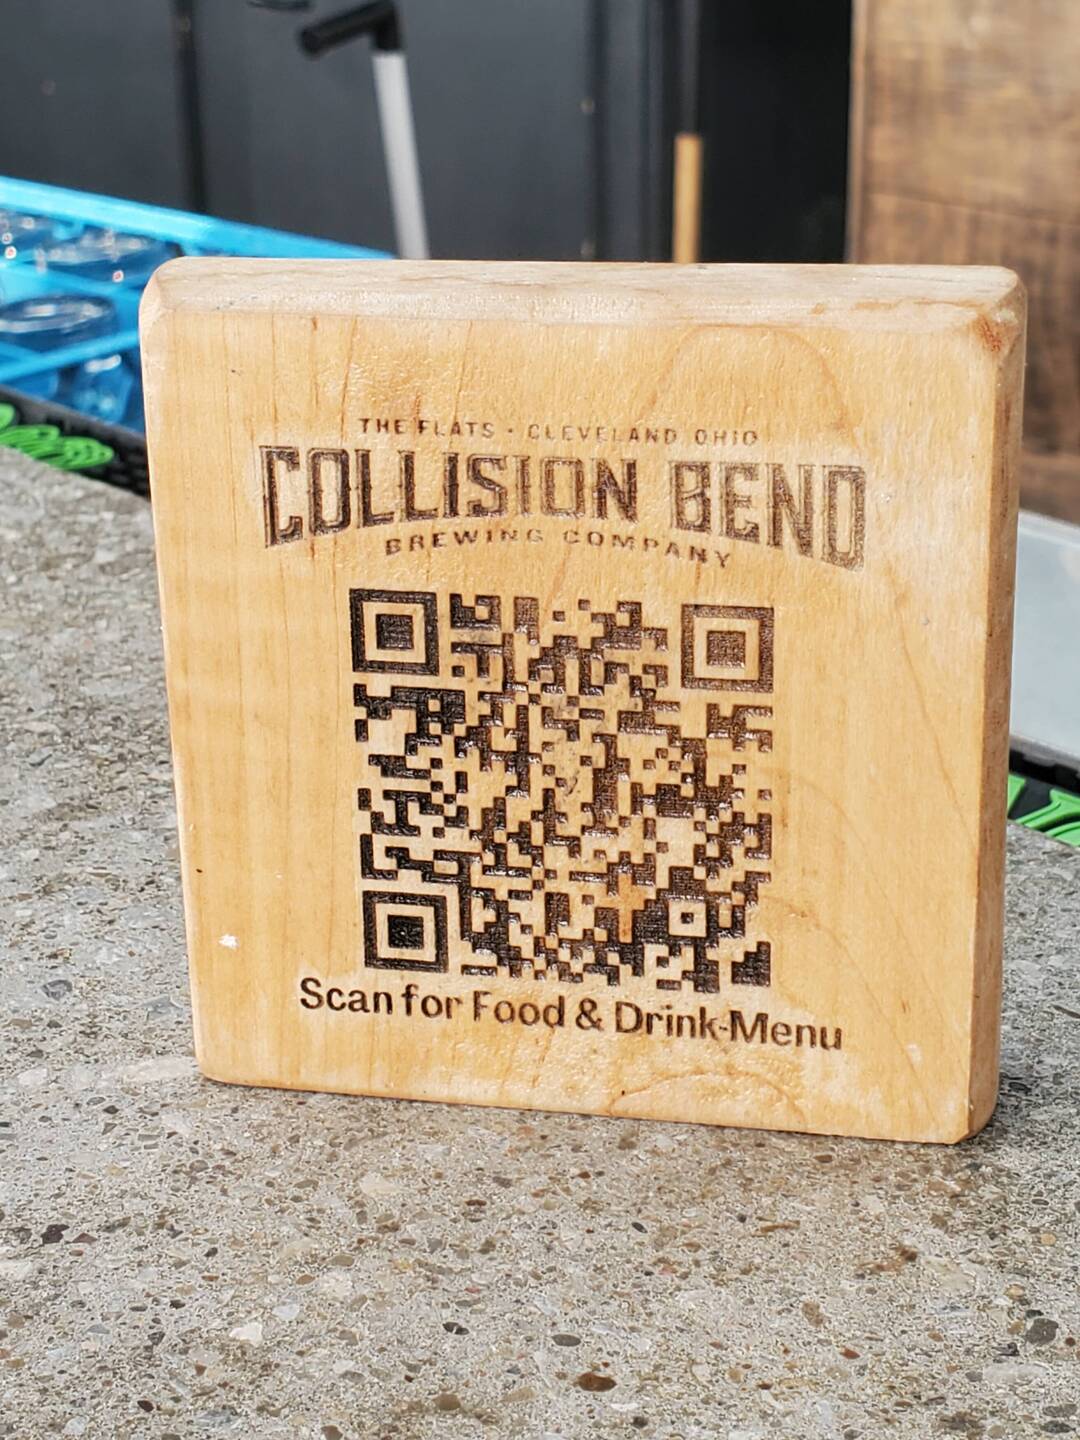 THE FLATS · CLEVELAND OHIO
COLLISION BEND
BREWING COMPANY
Scan for Food & Drink-Menu